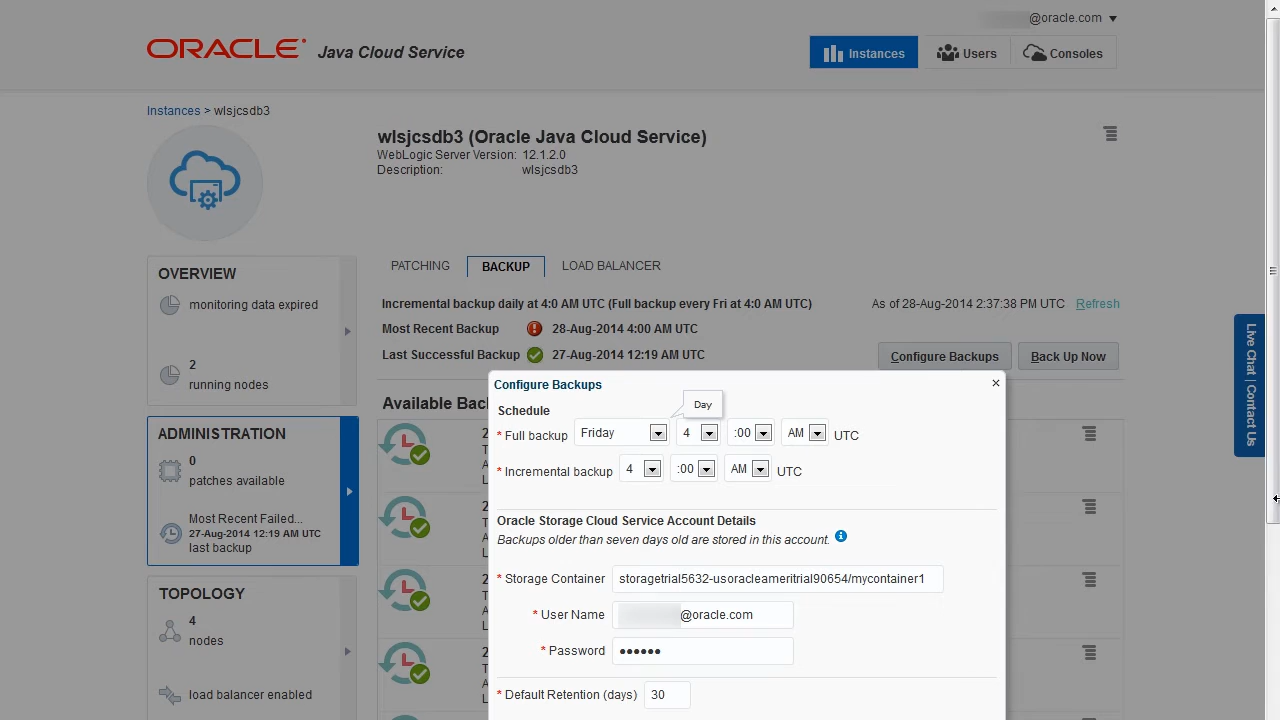 @oracle.com
ORACLE Java Cloud Service
Instances Users Consoles
Instances > wlsjcsdb3
wlsjcsdb3 (Oracle Java Cloud Service)
WebLogic Server Version: 12.1.2.0
Description: wlsjcsdb3
OVERVIEW
monitoring data expired
2
running nodes
ADMINISTRATION
0
patches available
Most Recent Failed...
27-Aug-2014 12:19 AM UTC
last backup
TOPOLOGY
4
nodes
load balancer enabled
PATCHING BACKUP LOAD BALANCER
Incremental backup daily at 4:0 AM UTC (Full backup every Fri at 4:0 AM UTC) As of 28-Aug-2014 2:37:38 PM UTC Refresh
Most Recent Backup 28-Aug-2014 4:00 AM UTC
Last Successful Backup 27-Aug-2014 12:19 AM UTC
Configure Backups Back Up Now
Available Bac
Configure Backups
Day
Schedule
* Full backup Friday 4 :00 AM UTC
* Incremental backup 4 :00 AM UTC
Oracle Storage Cloud Service Account Details
Backups older than seven days old are stored in this account.
* Storage Container storagetrial5632-usoracleameritrial90654/mycontainer1
* User Name @oracle.com
* Password ••••••
* Default Retention (days) 30
Live Chat | Contact Us